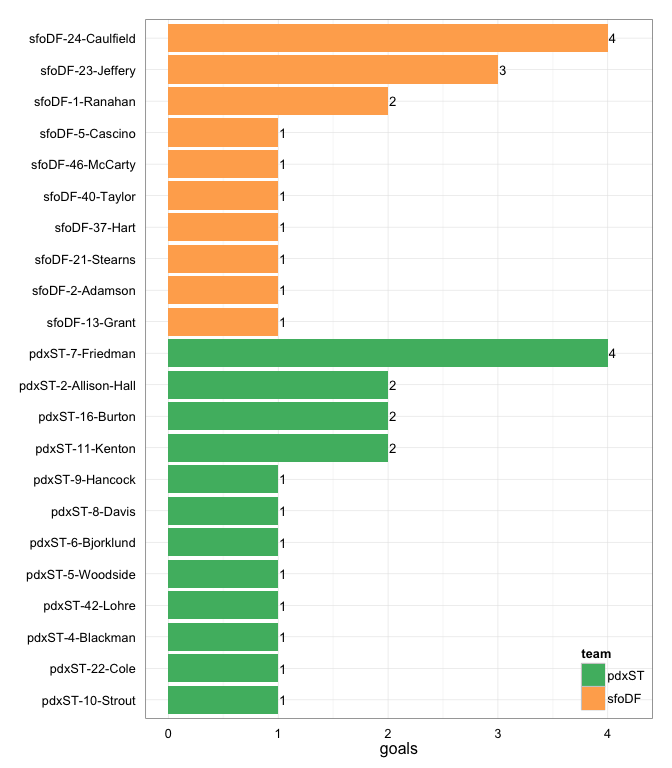 sfoDF-24-Caulfield 4
sfoDF-23-Jeffery 3
sfoDF-1-Ranahan 2
sfoDF-5-Cascino 1
sfoDF-46-McCarty 1
sfoDF-40-Taylor 1
sfoDF-37-Hart 1
sfoDF-21-Stearns 1
sfoDF-2-Adamson 1
sfoDF-13-Grant 1
pdxST-7-Friedman 4
pdxST-2-Allison-Hall 2
pdxST-16-Burton 2
pdxST-11-Kenton 2
pdxST-9-Hancock 1
pdxST-8-Davis 1
pdxST-6-Bjorklund 1
pdxST-5-Woodside 1
pdxST-42-Lohre 1
pdxST-4-Blackman 1
pdxST-22-Cole 1
pdxST-10-Strout 1
team
pdxST
sfoDF
0 1 2 3 4
goals